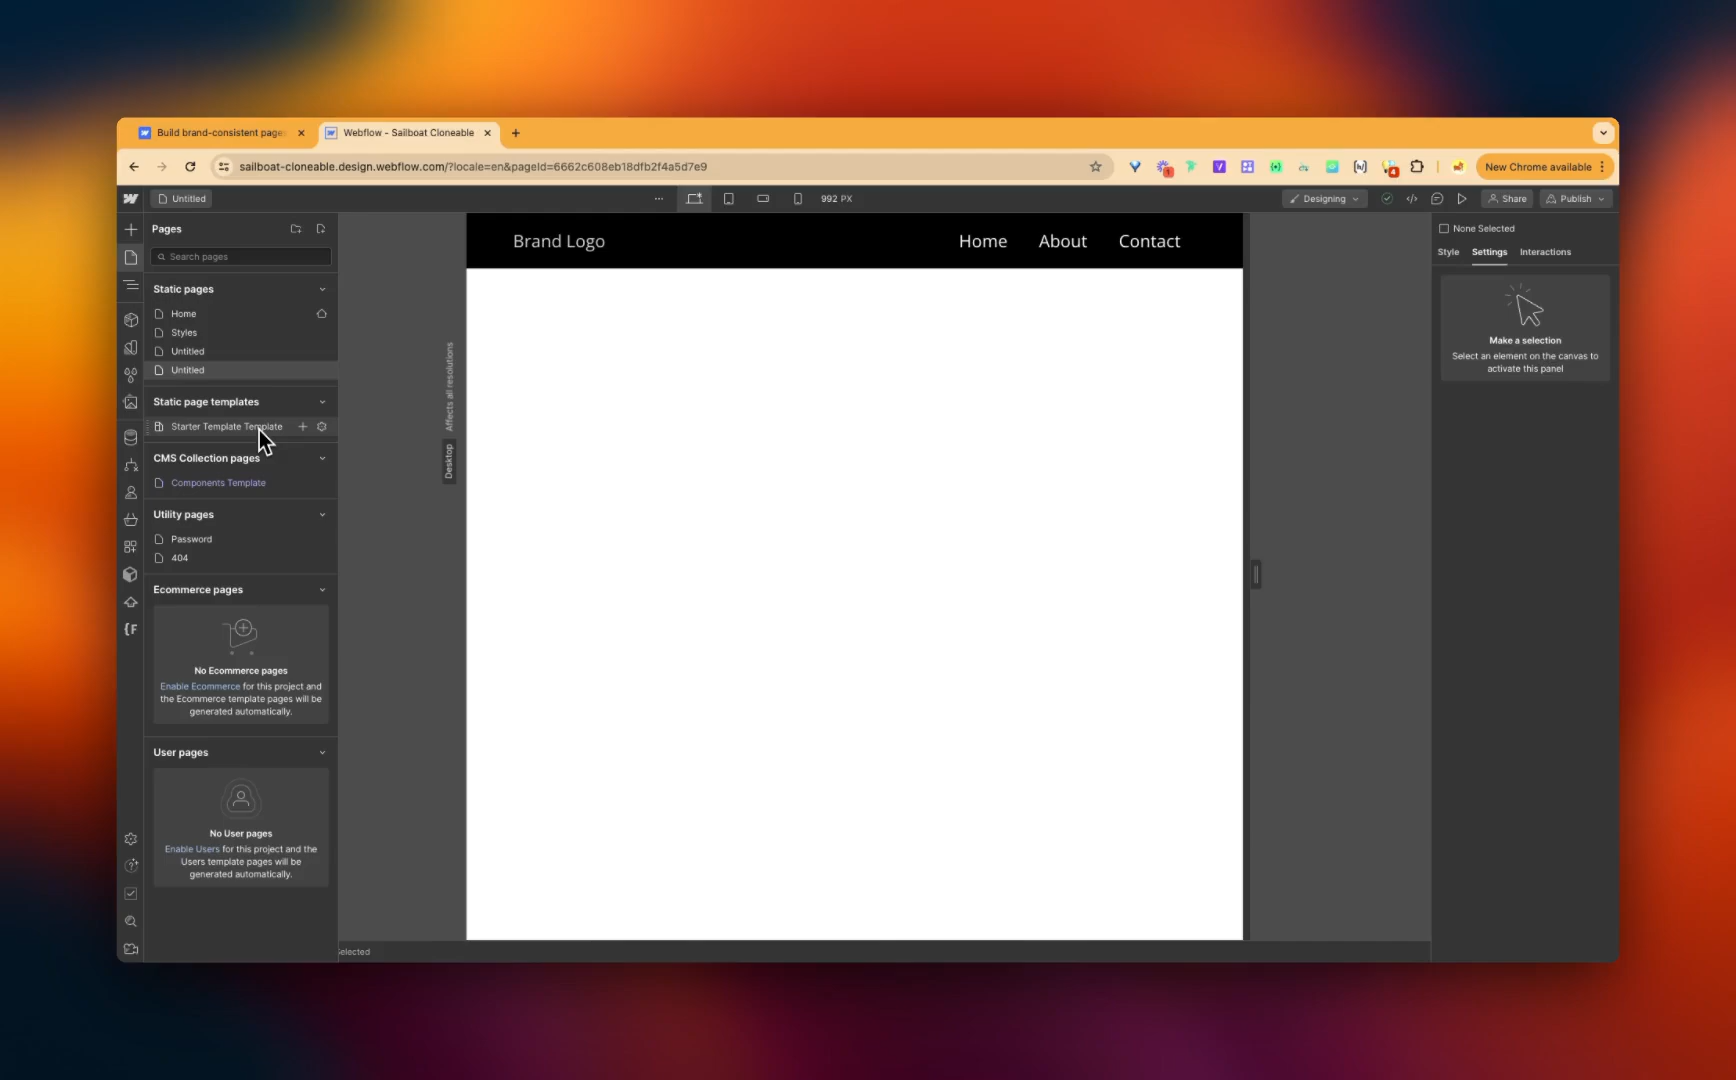 Build brand-consistent page
Webflow - Sailboat Cloneable
sailboat-cloneable.design.webflow.com/?locale=en&pageId=6662c608eb18dfb2f4a5d7e9
1
4
New Chrome available
Untitled
992 PX
Designing
Share
Publish
Pages
Search pages
Static pages
Home
Styles
Untitled
Untitled
Static page templates
Starter Template Template
CMS Collection pages
Components Template
Utility pages
Password
404
Ecommerce pages
No Ecommerce pages
Enable Ecommerce for this project and
the Ecommerce template pages will be
generated automatically.
User pages
No User pages
Enable Users for this project and the
Users template pages will be
generated automatically.
{F
Affects all resolutions
Desktop
Brand Logo
Home
About
Contact
Selected
None Selected
Style
Settings
Interactions
Make a selection
Select an element on the canvas to
activate this panel